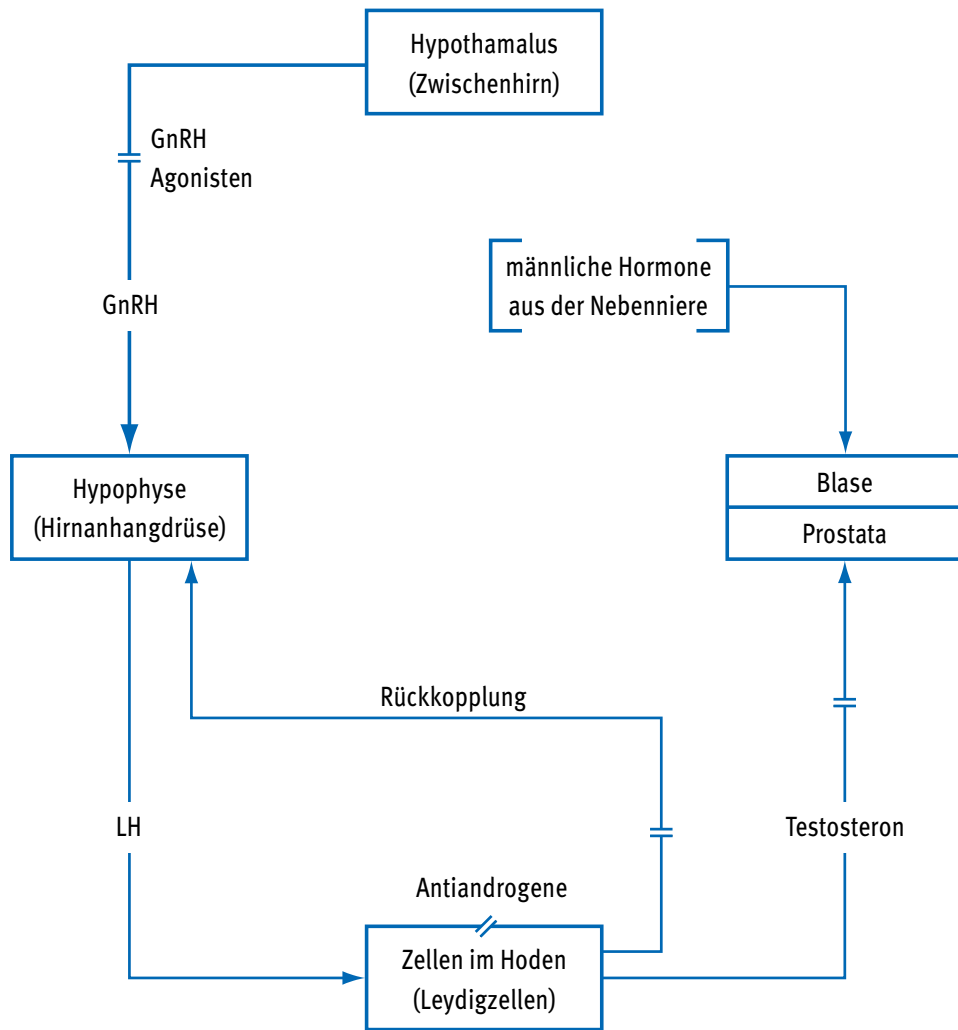 Hypothamalus
(Zwischenhirn)
GnRH
Agonisten
männliche Hormone
aus der Nebenniere
GnRH
Hypophyse
(Hirnanhangdrüse)
Blase
Prostata
Rückkopplung
LH
Testosteron
Antiandrogene
Zellen im Hoden
(Leydigzellen)